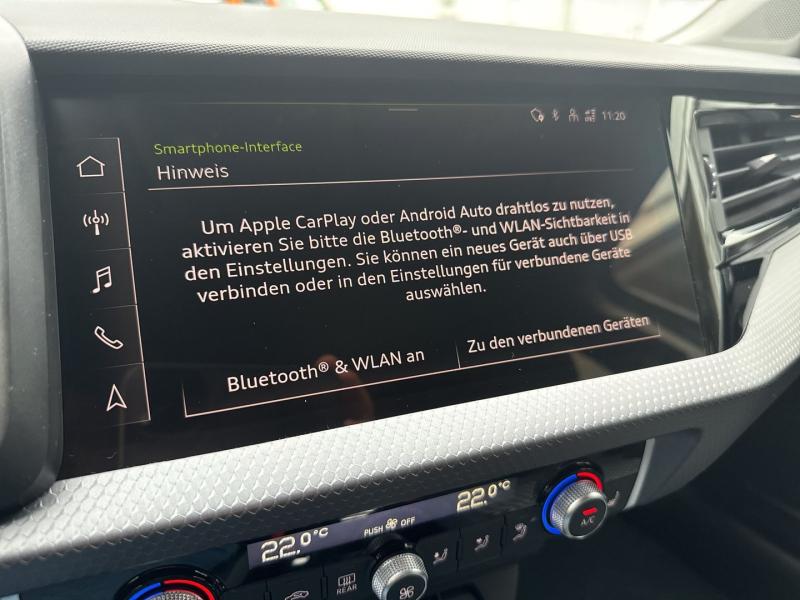 11:20
Smartphone-Interface
Hinweis
Um Apple CarPlay oder Android Auto drahtlos zu nutzen,
aktivieren Sie bitte die Bluetooth®- und WLAN-Sichtbarkeit in
den Einstellungen. Sie können ein neues Gerät auch über USB
verbinden oder in den Einstellungen für verbundene Geräte
auswählen.
Bluetooth® & WLAN an
Zu den verbundenen Geräten
22.0°C
PUSH OFF
22.0°C
A/C
REAR